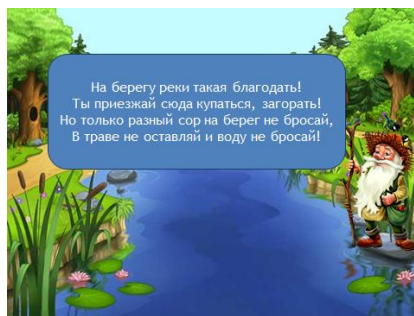 На берегу реки такая благодать!
Ты приезжай сюда купаться, загорать!
Но только разный сор на берег не бросай,
В траве не оставляй и воду не бросай!